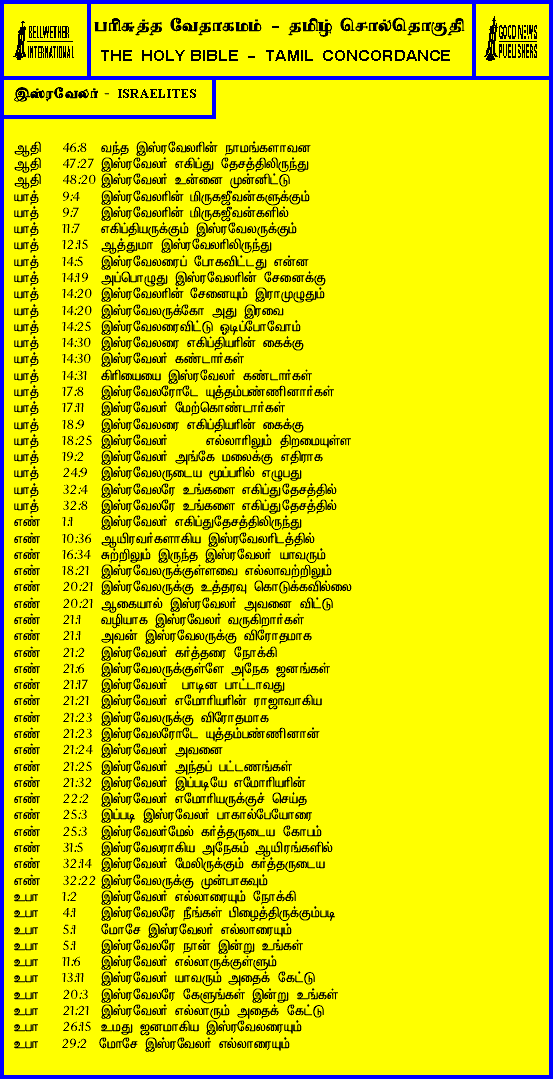 BELLWETHER
INTERNATIONAL
பரிசுத்த வேதாகமம் - தமிழ் சொல்தொகுதி
THE HOLY BIBLE - TAMIL CONCORDANCE
GOOD NEWS
PUBLISHERS
இஸ்ரவேலர் - ISRAELITES
ஆதி 46:8 வந்த இஸ்ரவேலரின் நாமங்களாவன
ஆதி 47:27 இஸ்ரவேலர் எகிப்து தேசத்திலிருந்து
ஆதி 48:20 இஸ்ரவேலர் உன்னை முன்னிட்டு
யாத் 9:4 இஸ்ரவேலரின் மிருகஜீவன்களுக்கும்
யாத் 9:7 இஸ்ரவேலரின் மிருகஜீவன்களில்
யாத் 11:7 எகிப்தியருக்கும் இஸ்ரவேலருக்கும்
யாத் 12:15 ஆத்துமா இஸ்ரவேலரிலிருந்து
யாத் 14:5 இஸ்ரவேலரைப் போகவிட்டது என்ன
யாத் 14:19 அப்பொழுது இஸ்ரவேலரின் சேனைக்கு
யாத் 14:20 இஸ்ரவேலரின் சேனையும் இராமுழுதும்
யாத் 14:20 இஸ்ரவேலருக்கோ அது இரவை
யாத் 14:25 இஸ்ரவேலரைவிட்டு ஓடிப்போவோம்
யாத் 14:30 இஸ்ரவேலரை எகிப்தியரின் கைக்கு
யாத் 14:30 இஸ்ரவேலர் கண்டார்கள்
யாத் 14:31 கிரியையை இஸ்ரவேலர் கண்டார்கள்
யாத் 17:8 இஸ்ரவேலரோடே யுத்தம்பண்ணினார்கள்
யாத் 17:11 இஸ்ரவேலர் மேற்கொண்டார்கள்
யாத் 18:9 இஸ்ரவேலரை எகிப்தியரின் கைக்கு
யாத் 18:25 இஸ்ரவேலர் எல்லாரிலும் திறமையுள்ள
யாத் 19:2 இஸ்ரவேலர் அங்கே மலைக்கு எதிராக
யாத் 24:9 இஸ்ரவேலருடைய மூப்பரில் எழுபது
யாத் 32:4 இஸ்ரவேலரே உங்களை எகிப்துதேசத்தில்
யாத் 32:8 இஸ்ரவேலரே உங்களை எகிப்துதேசத்தில்
எண் 1:1 இஸ்ரவேலர் எகிப்துதேசத்திலிருந்து
எண் 10:36 ஆயிரவர்களாகிய இஸ்ரவேலரிடத்தில்
எண் 16:34 சுற்றிலும் இருந்த இஸ்ரவேலர் யாவரும்
எண் 18:21 இஸ்ரவேலருக்குள்ளவை எல்லாவற்றிலும்
எண் 20:21 இஸ்ரவேலருக்கு உத்தரவு கொடுக்கவில்லை
எண் 20:21 ஆகையால் இஸ்ரவேலர் அவனை விட்டு
எண் 21:1 வழியாக இஸ்ரவேலர் வருகிறார்கள்
எண் 21:1 அவன் இஸ்ரவேலருக்கு விரோதமாக
எண் 21:2 இஸ்ரவேலர் கர்த்தரை நோக்கி
எண் 21:6 இஸ்ரவேலருக்குள்ளே அநேக ஜனங்கள்
எண் 21:17 இஸ்ரவேலர் பாடின பாட்டாவது
எண் 21:21 இஸ்ரவேலர் எமோரியரின் ராஜாவாகிய
எண் 21:23 இஸ்ரவேலருக்கு விரோதமாக
எண் 21:23 இஸ்ரவேலரோடே யுத்தம்பண்ணினான்
எண் 21:24 இஸ்ரவேலர் அவனை
எண் 21:25 இஸ்ரவேலர் அந்தப் பட்டணங்கள்
எண் 21:32 இஸ்ரவேலர் இப்படியே எமோரியரின்
எண் 22:2 இஸ்ரவேலர் எமோரியருக்குச் செய்த
எண் 25:3 இப்படி இஸ்ரவேலர் பாகால்பேயோரை
எண் 25:3 இஸ்ரவேலர்மேல் கர்த்தருடைய கோபம்
எண் 31:5 இஸ்ரவேலராகிய அநேகம் ஆயிரங்களில்
எண் 32:14 இஸ்ரவேலர் மேலிருக்கும் கர்த்தருடைய
எண் 32:22 இஸ்ரவேலருக்கு முன்பாகவும்
உபா 1:2 இஸ்ரவேலர் எல்லாரையும் நோக்கி
உபா 4:1 இஸ்ரவேலரே நீங்கள் பிழைத்திருக்கும்படி
உபா 5:1 மோசே இஸ்ரவேலர் எல்லாரையும்
உபா 5:1 இஸ்ரவேலரே நான் இன்று உங்கள்
உபா 11:6 இஸ்ரவேலர் எல்லாருக்குள்ளும்
உபா 13:11 இஸ்ரவேலர் யாவரும் அதைக் கேட்டு
உபா 20:3 இஸ்ரவேலரே கேளுங்கள் இன்று உங்கள்
உபா 21:21 இஸ்ரவேலர் எல்லாரும் அதைக் கேட்டு
உபா 26:15 உமது ஜனமாகிய இஸ்ரவேலரையும்
உபா 29:2 மோசே இஸ்ரவேலர் எல்லாரையும்